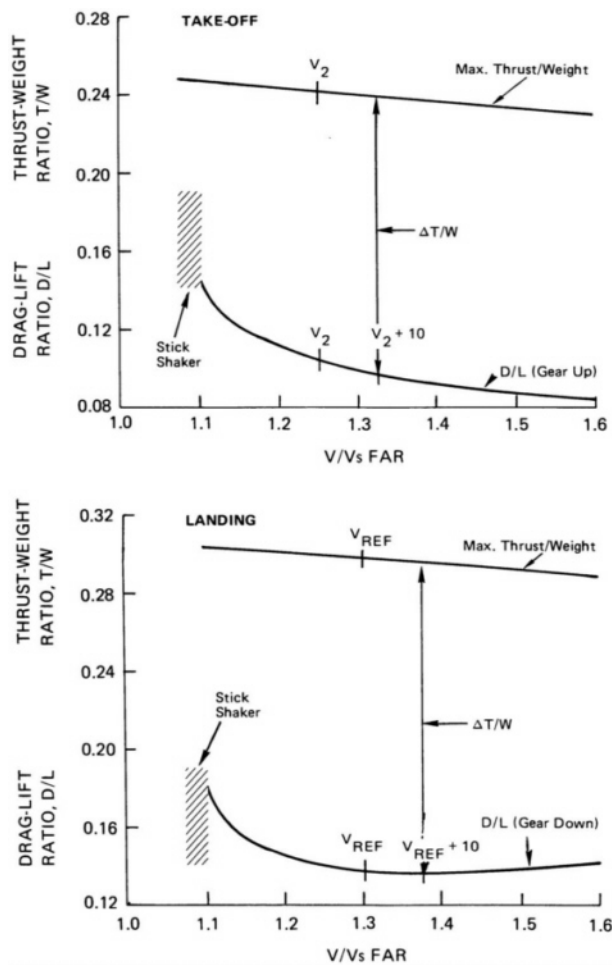 TAKE-OFF
0.28
0.24
0.20
0.16
0.12
0.08
THRUST-WEIGHT
RATIO, T/W
DRAG-LIFT
RATIO, D/L
V2
Max. Thrust/Weight
ΔT/W
Stick
Shaker
V2
V2 + 10
D/L (Gear Up)
1.0
1.1
1.2
1.3
1.4
1.5
1.6
V/Vs FAR
LANDING
0.32
0.28
0.24
0.20
0.16
0.12
THRUST-WEIGHT
RATIO, T/W
DRAG-LIFT
RATIO, D/L
VREF
Max. Thrust/Weight
Stick
Shaker
ΔT/W
VREF
VREF + 10
D/L (Gear Down)
1.0
1.1
1.2
1.3
1.4
1.5
1.6
V/Vs FAR